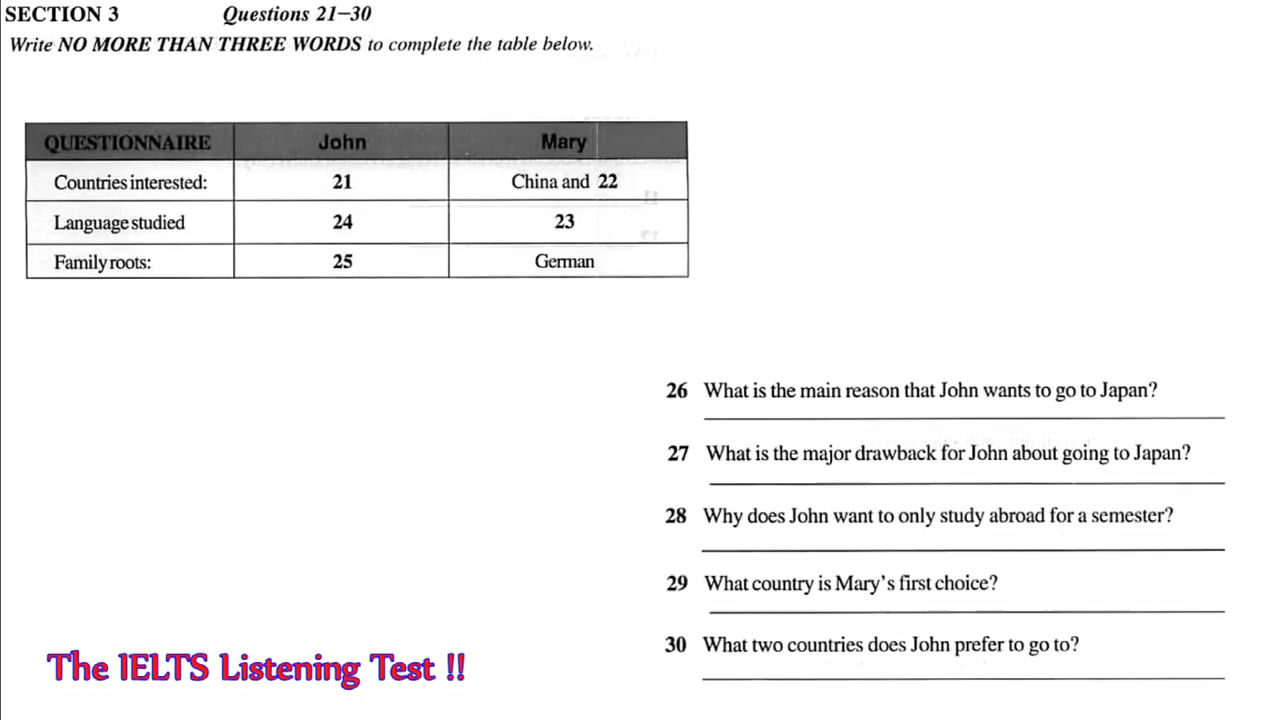 SECTION 3 Questions 21–30
Write NO MORE THAN THREE WORDS to complete the table below.
QUESTIONNAIRE John Mary
Countries interested: 21 China and 22
Language studied 24 23
Family roots: 25 German
26 What is the main reason that John wants to go to Japan?
27 What is the major drawback for John about going to Japan?
28 Why does John want to only study abroad for a semester?
29 What country is Mary's first choice?
30 What two countries does John prefer to go to?
The IELTS Listening Test !!